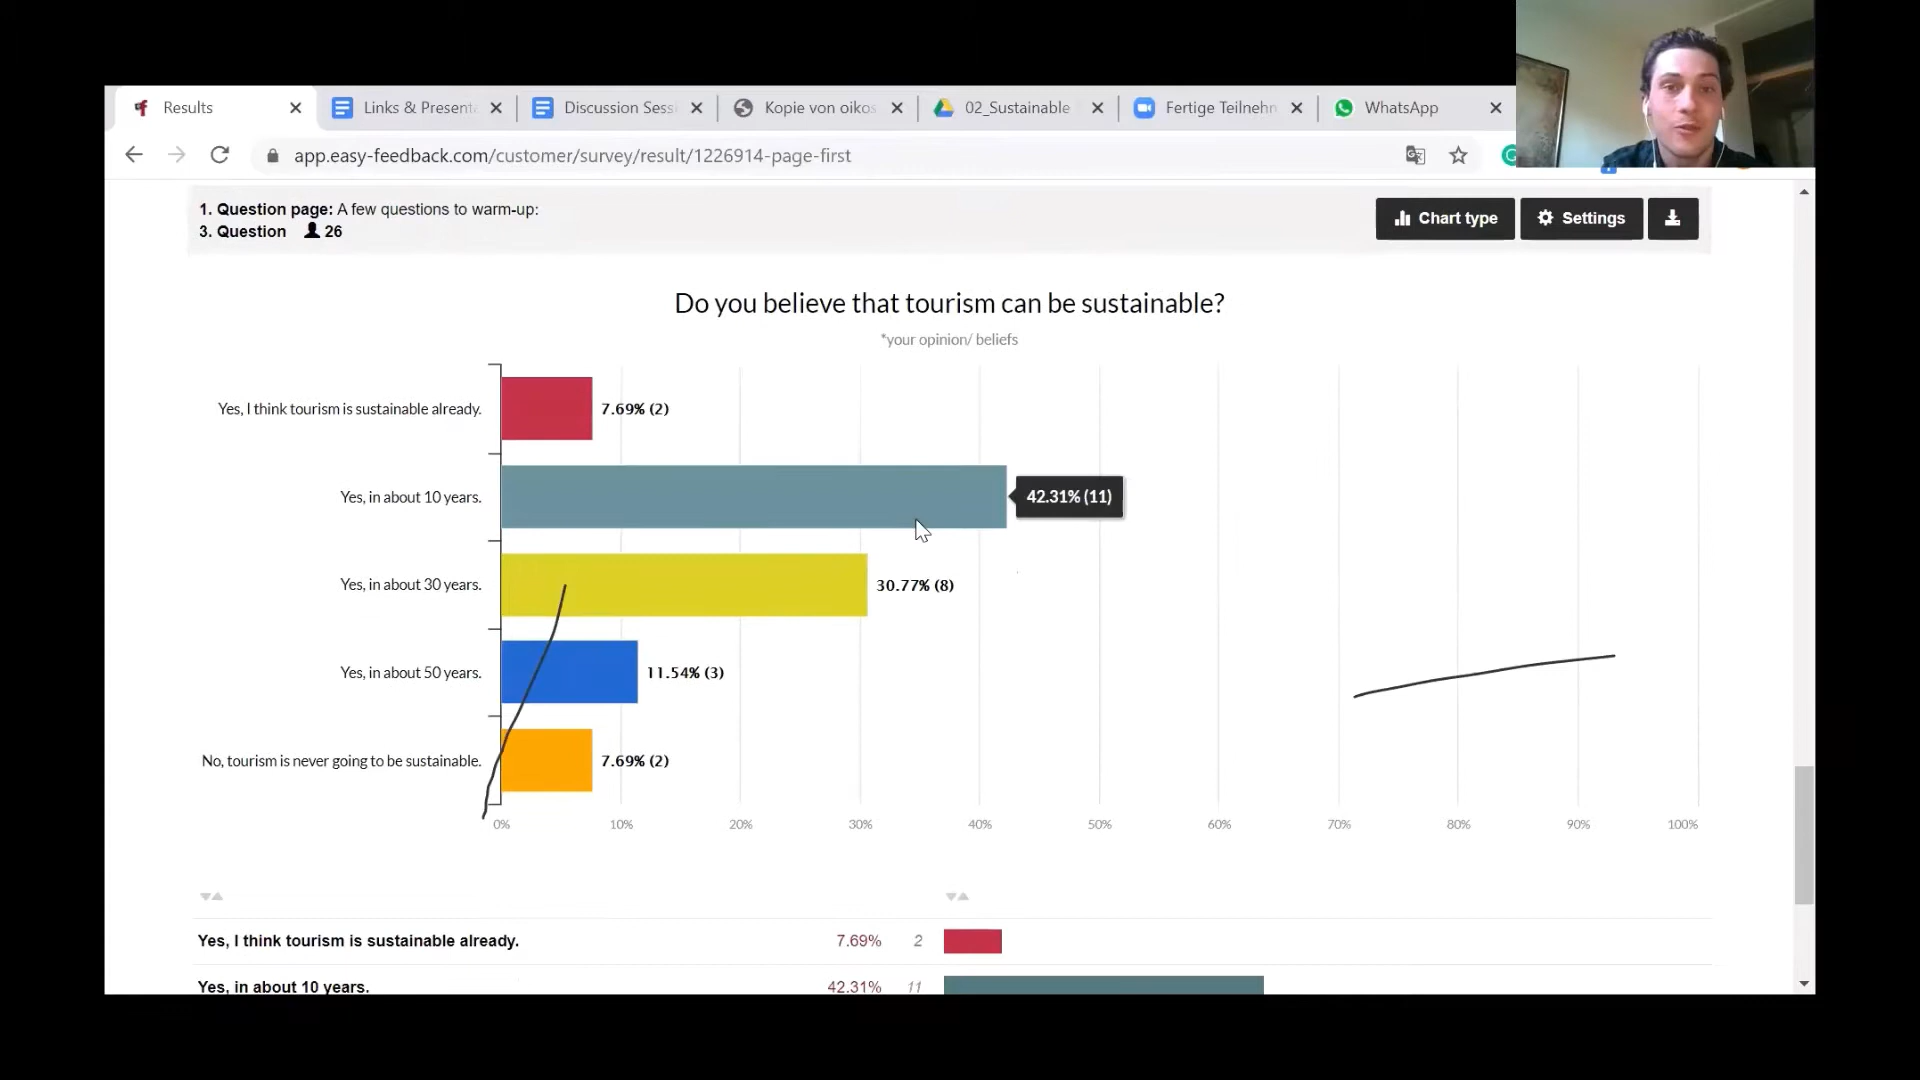 Results
Links & Present
Discussion Sess
Kopie von oikos
02_Sustainable
Fertige Teilnehm
WhatsApp
app.easy-feedback.com/customer/survey/result/1226914-page-first
1. Question page: A few questions to warm-up:
3. Question 26
Chart type
Settings
Do you believe that tourism can be sustainable?
*your opinion/ beliefs
Yes, I think tourism is sustainable already.
7.69% (2)
Yes, in about 10 years.
42.31% (11)
Yes, in about 30 years.
30.77% (8)
Yes, in about 50 years.
11.54% (3)
No, tourism is never going to be sustainable.
7.69% (2)
0% 10% 20% 30% 40% 50% 60% 70% 80% 90% 100%
Yes, I think tourism is sustainable already. 7.69% 2
Yes, in about 10 years. 42.31% 11